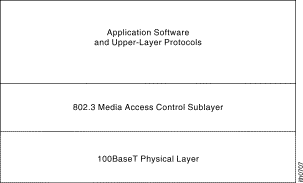 Application Software
and Upper-Layer Protocols
802.3 Media Access Control Sublayer
100BaseT Physical Layer
ith0707